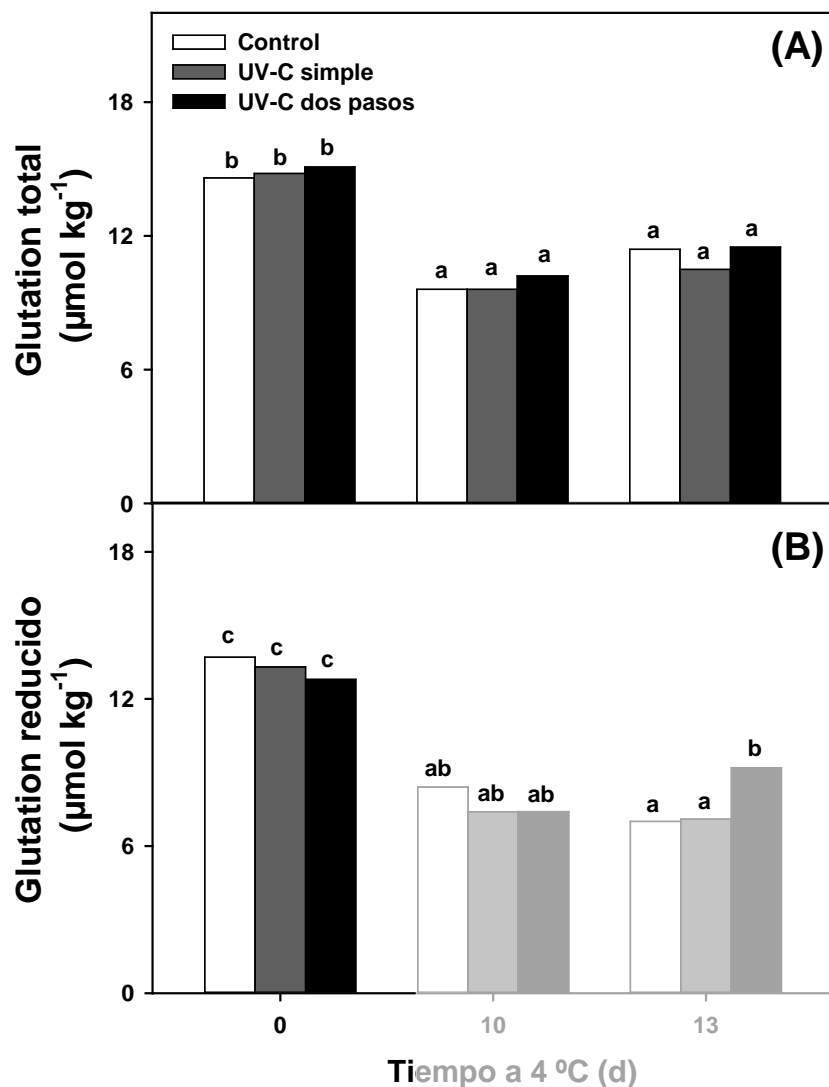 (A)
Control
UV-C simple
UV-C dos pasos
Glutation total
(µmol kg-1)
18
12
6
0
b b b
a a a
a a a
(B)
Glutation reducido
(µmol kg-1)
18
12
6
0
c c c
ab ab ab
a a b
0 10 13
Tiempo a 4 ºC (d)